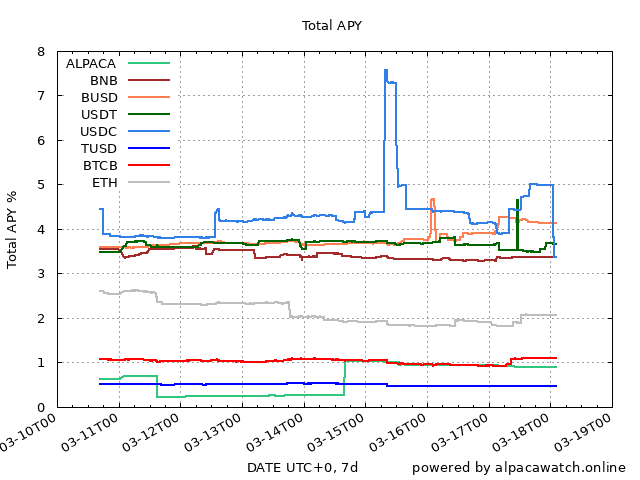 Total APY
8
7
6
5
4
3
2
1
0
Total APY %
ALPACA
BNB
BUSD
USDT
USDC
TUSD
BTCB
ETH
03-10T00
03-11T00
03-12T00
03-13T00
03-14T00
03-15T00
03-16T00
03-17T00
03-18T00
03-19T00
DATE UTC+0, 7d
powered by alpacawatch.online